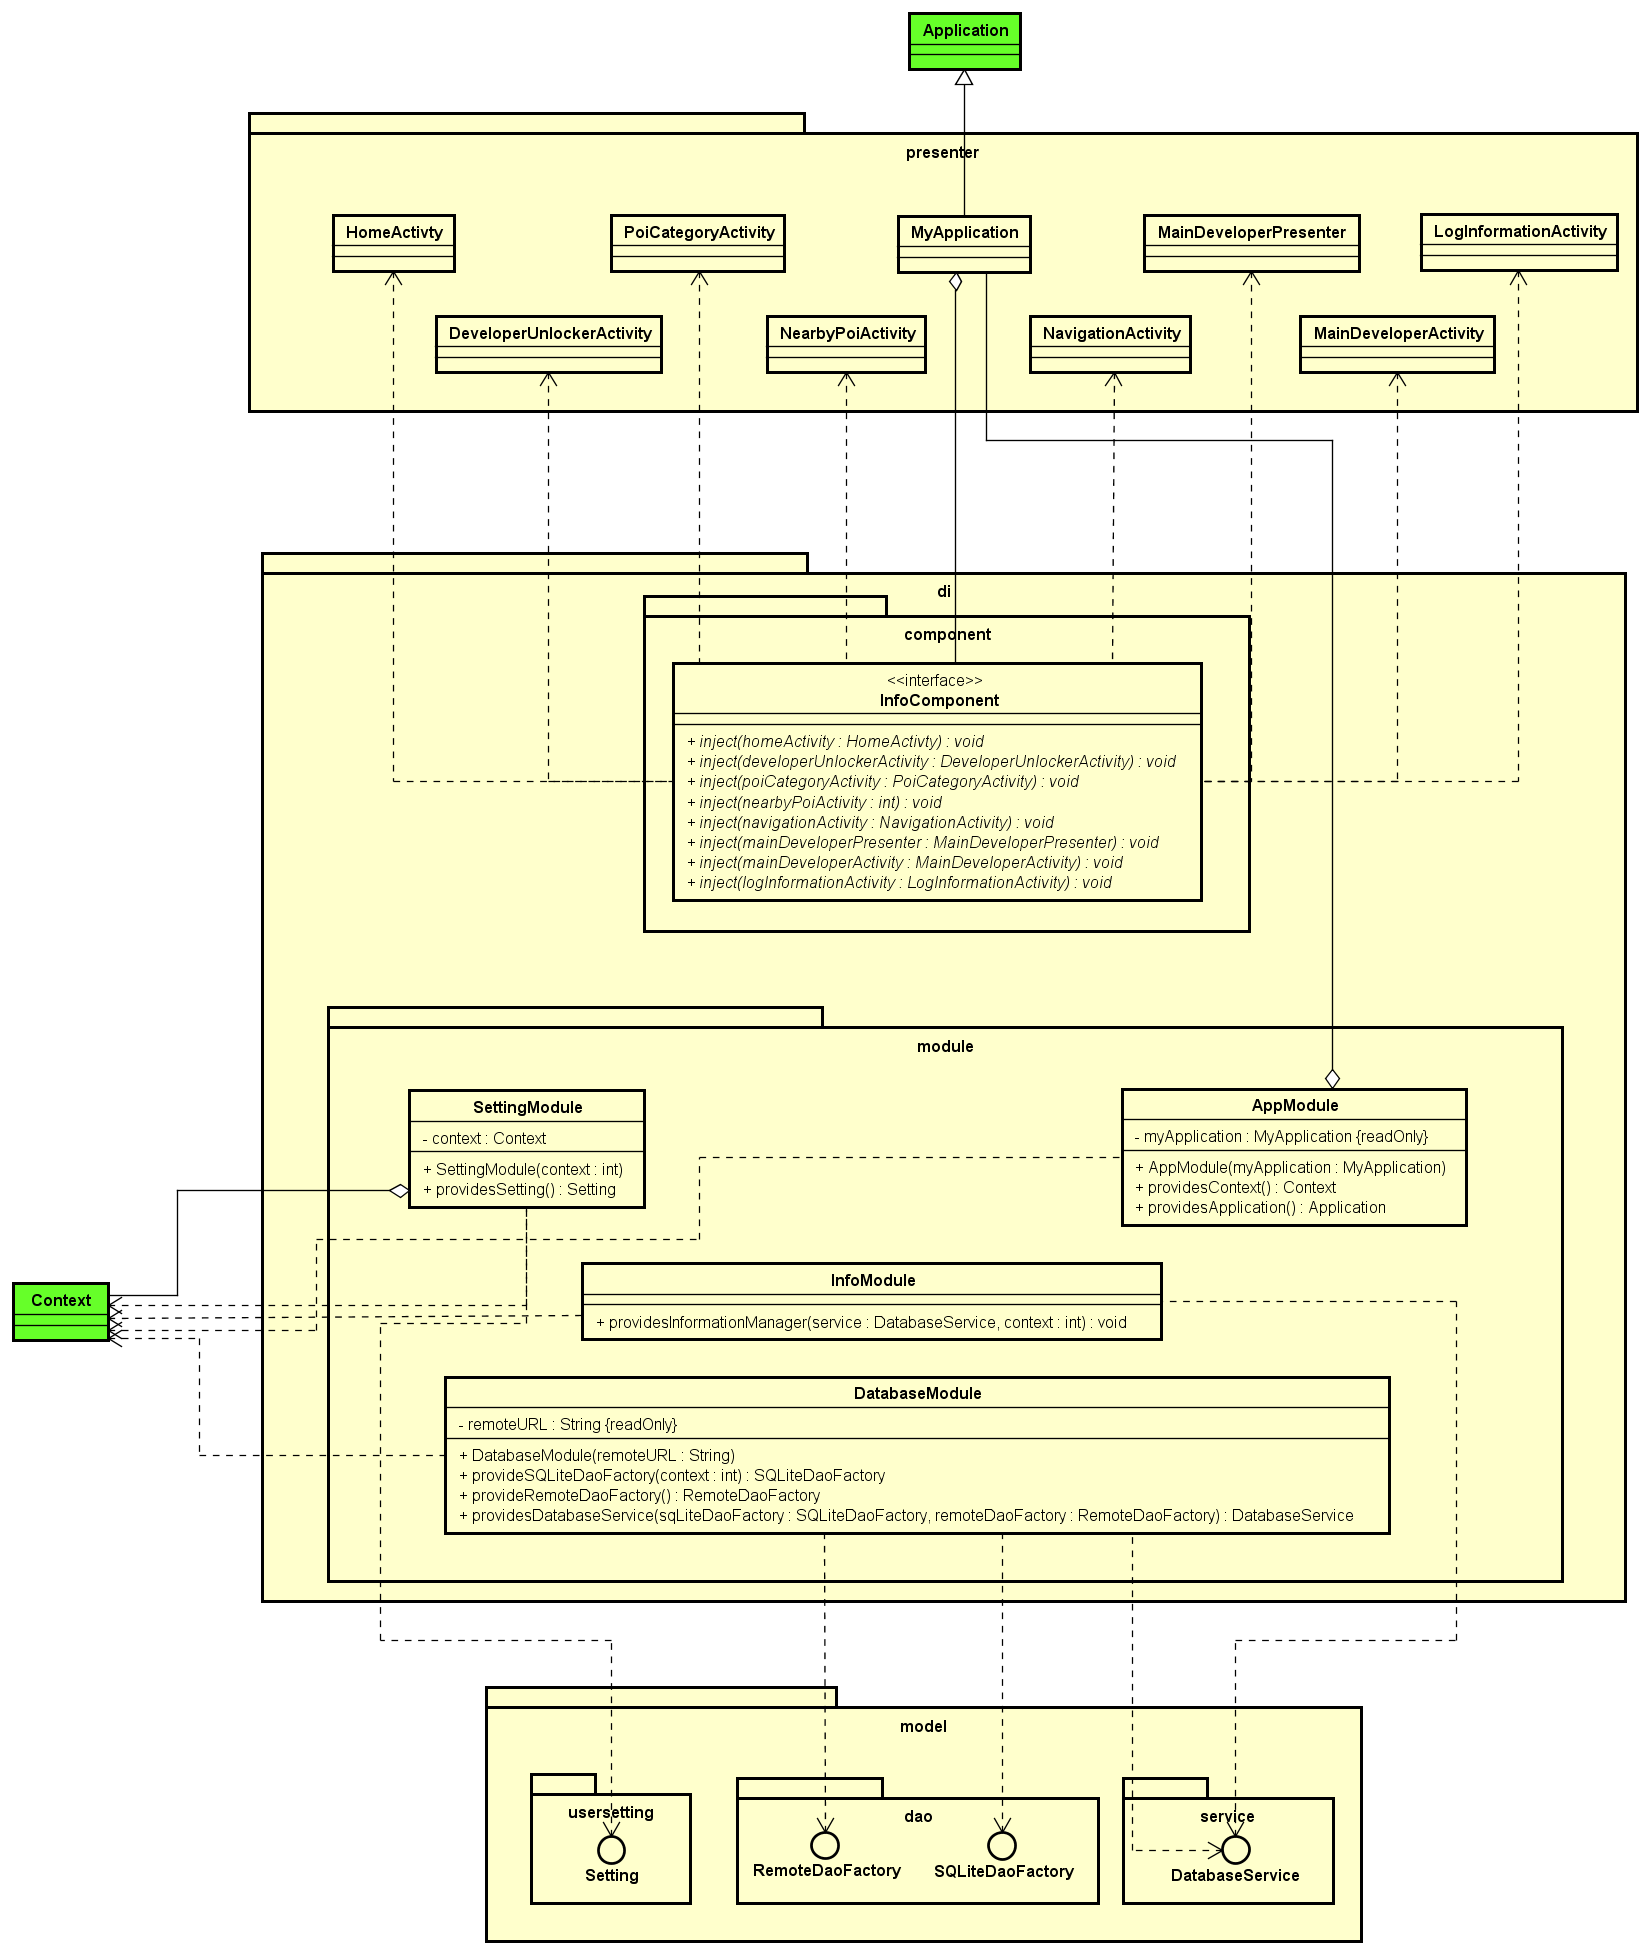 Application
presenter
HomeActivty
PoiCategoryActivity
MyApplication
MainDeveloperPresenter
LogInformationActivity
DeveloperUnlockerActivity
NearbyPoiActivity
NavigationActivity
MainDeveloperActivity
di
component
<<interface>>
InfoComponent
+ inject(homeActivity : HomeActivty) : void
+ inject(developerUnlockerActivity : DeveloperUnlockerActivity) : void
+ inject(poiCategoryActivity : PoiCategoryActivity) : void
+ inject(nearbyPoiActivity : int) : void
+ inject(navigationActivity : NavigationActivity) : void
+ inject(mainDeveloperPresenter : MainDeveloperPresenter) : void
+ inject(mainDeveloperActivity : MainDeveloperActivity) : void
+ inject(logInformationActivity : LogInformationActivity) : void
module
SettingModule
- context : Context
+ SettingModule(context : int)
+ providesSetting() : Setting
AppModule
- myApplication : MyApplication {readOnly}
+ AppModule(myApplication : MyApplication)
+ providesContext() : Context
+ providesApplication() : Application
Context
InfoModule
+ providesInformationManager(service : DatabaseService, context : int) : void
DatabaseModule
- remoteURL : String {readOnly}
+ DatabaseModule(remoteURL : String)
+ provideSQLiteDaoFactory(context : int) : SQLiteDaoFactory
+ provideRemoteDaoFactory() : RemoteDaoFactory
+ providesDatabaseService(sqLiteDaoFactory : SQLiteDaoFactory, remoteDaoFactory : RemoteDaoFactory) : DatabaseService
model
usersetting
Setting
dao
RemoteDaoFactory
SQLiteDaoFactory
service
DatabaseService